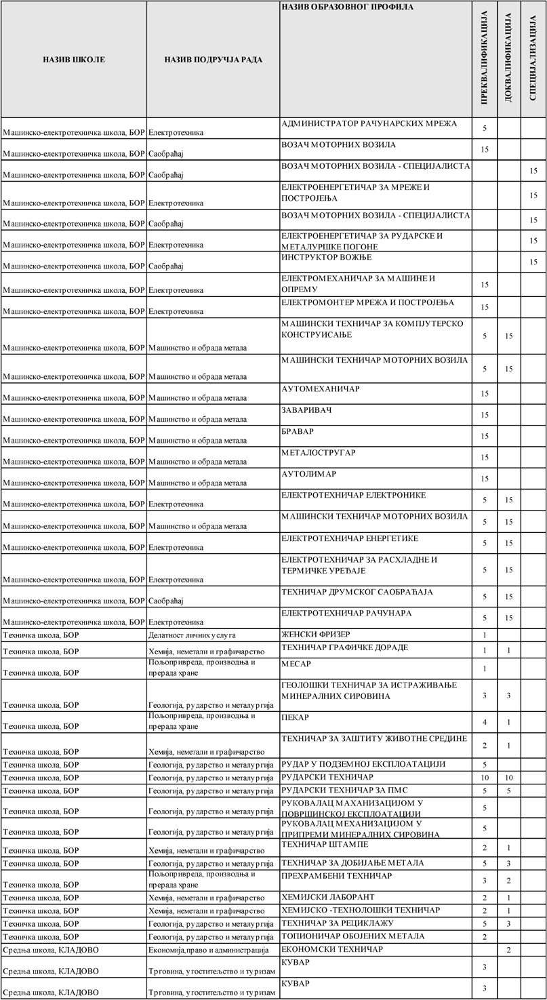 НАЗИВ ШКОЛЕ НАЗИВ ПОДРУЧЈА РАДА НАЗИВ ОБРАЗОВНОГ ПРОФИЛА ПРЕКВАЛИФИКАЦИЈА ДОКВАЛИФИКАЦИЈА СПЕЦИЈАЛИЗАЦИЈА
Машинско-електротехничка школа, БОР Електротехника АДМИНИСТРАТОР РАЧУНАРСКИХ МРЕЖА 5
Машинско-електротехничка школа, БОР Саобраћај ВОЗАЧ МОТОРНИХ ВОЗИЛА 15
Машинско-електротехничка школа, БОР Саобраћај ВОЗАЧ МОТОРНИХ ВОЗИЛА - СПЕЦИЈАЛИСТА 15
Машинско-електротехничка школа, БОР Електротехника ЕЛЕКТРОЕНЕРГЕТИЧАР ЗА МРЕЖЕ И
ПОСТРОЈЕЊА 15
Машинско-електротехничка школа, БОР Саобраћај ВОЗАЧ МОТОРНИХ ВОЗИЛА - СПЕЦИЈАЛИСТА 15
Машинско-електротехничка школа, БОР Електротехника ЕЛЕКТРОЕНЕРГЕТИЧАР ЗА РУДАРСКЕ И
МЕТАЛУРШКЕ ПОГОНЕ 15
Машинско-електротехничка школа, БОР Саобраћај ИНСТРУКТОР ВОЖЊЕ 15
Машинско-електротехничка школа, БОР Електротехника ЕЛЕКТРОМЕХАНИЧАР ЗА МАШИНЕ И
ОПРЕМУ 15
Машинско-електротехничка школа, БОР Електротехника ЕЛЕКТРОМОНТЕР МРЕЖА И ПОСТРОЈЕЊА 15
Машинско-електротехничка школа, БОР Машинство и обрада метала МАШИНСКИ ТЕХНИЧАР ЗА КОМПЈУТЕРСКО
КОНСТРУИСАЊЕ 5 15
Машинско-електротехничка школа, БОР Машинство и обрада метала МАШИНСКИ ТЕХНИЧАР МОТОРНИХ ВОЗИЛА 5 15
Машинско-електротехничка школа, БОР Машинство и обрада метала АУТОМЕХАНИЧАР 15
Машинско-електротехничка школа, БОР Машинство и обрада метала ЗАВАРИВАЧ 15
Машинско-електротехничка школа, БОР Машинство и обрада метала БРАВАР 15
Машинско-електротехничка школа, БОР Машинство и обрада метала МЕТАЛОСТРУГАР 15
Машинско-електротехничка школа, БОР Машинство и обрада метала АУТОЛИМАР 15
Машинско-електротехничка школа, БОР Електротехника ЕЛЕКТРОТЕХНИЧАР ЕЛЕКТРОНИКЕ 5 15
Машинско-електротехничка школа, БОР Машинство и обрада метала МАШИНСКИ ТЕХНИЧАР МОТОРНИХ ВОЗИЛА 5 15
Машинско-електротехничка школа, БОР Електротехника ЕЛЕКТРОТЕХНИЧАР ЕНЕРГЕТИКЕ 5 15
Машинско-електротехничка школа, БОР Електротехника ЕЛЕКТРОТЕХНИЧАР ЗА РАСХЛАДНЕ И
ТЕРМИЧКЕ УРЕЂАЈЕ 5 15
Машинско-електротехничка школа, БОР Саобраћај ТЕХНИЧАР ДРУМСКОГ САОБРАЋАЈА 5 15
Машинско-електротехничка школа, БОР Електротехника ЕЛЕКТРОТЕХНИЧАР РАЧУНАРА 5 15
Техничка школа, БОР Делатност личних услуга ЖЕНСКИ ФРИЗЕР 1
Техничка школа, БОР Хемија, неметали и графичарство ТЕХНИЧАР ГРАФИЧКЕ ДОРАДЕ 1 1
Техничка школа, БОР Пољопривреда, производња и
прерада хране МЕСАР 1
Техничка школа, БОР Геологија, рударство и металургија ГЕОЛОШКИ ТЕХНИЧАР ЗА ИСТРАЖИВАЊЕ
МИНЕРАЛНИХ СИРОВИНА 3 3
Техничка школа, БОР Пољопривреда, производња и
прерада хране ПЕКАР 4 1
Техничка школа, БОР Хемија, неметали и графичарство ТЕХНИЧАР ЗА ЗАШТИТУ ЖИВОТНЕ СРЕДИНЕ 2 1
Техничка школа, БОР Геологија, рударство и металургија РУДАР У ПОДЗЕМНОЈ ЕКСПЛОАТАЦИЈИ 5
Техничка школа, БОР Геологија, рударство и металургија РУДАРСКИ ТЕХНИЧАР 10 10
Техничка школа, БОР Геологија, рударство и металургија РУДАРСКИ ТЕХНИЧАР ЗА ПМС 5 5
Техничка школа, БОР Геологија, рударство и металургија РУКОВАЛАЦ МАХАНИЗАЦИЈОМ У
ПОВРШИНСКОЈ ЕКСПЛОАТАЦИЈИ 5
Техничка школа, БОР Геологија, рударство и металургија РУКОВАЛАЦ МЕХАНИЗАЦИЈОМ У
ПРИПРЕМИ МИНЕРАЛНИХ СИРОВИНА 5
Техничка школа, БОР Хемија, неметали и графичарство ТЕХНИЧАР ШТАМПЕ 2 1
Техничка школа, БОР Геологија, рударство и металургија ТЕХНИЧАР ЗА ДОБИЈАЊЕ МЕТАЛА 5 3
Техничка школа, БОР Пољопривреда, производња и
прерада хране ПРЕХРАМБЕНИ ТЕХНИЧАР 3 2
Техничка школа, БОР Хемија, неметали и графичарство ХЕМИЈСКИ ЛАБОРАНТ 2 1
Техничка школа, БОР Хемија, неметали и графичарство ХЕМИЈСКО -ТЕХНОЛОШКИ ТЕХНИЧАР 2 1
Техничка школа, БОР Геологија, рударство и металургија ТЕХНИЧАР ЗА РЕЦИКЛАЖУ 5 3
Техничка школа, БОР Геологија, рударство и металургија ТОПИОНИЧАР ОБОЈЕНИХ МЕТАЛА 2
Средња школа, КЛАДОВО Економија,право и администрација ЕКОНОМСКИ ТЕХНИЧАР 2
Средња школа, КЛАДОВО Трговина, угоститељство и туризам КУВАР 3
Средња школа, КЛАДОВО Трговина, угоститељство и туризам КУВАР 3